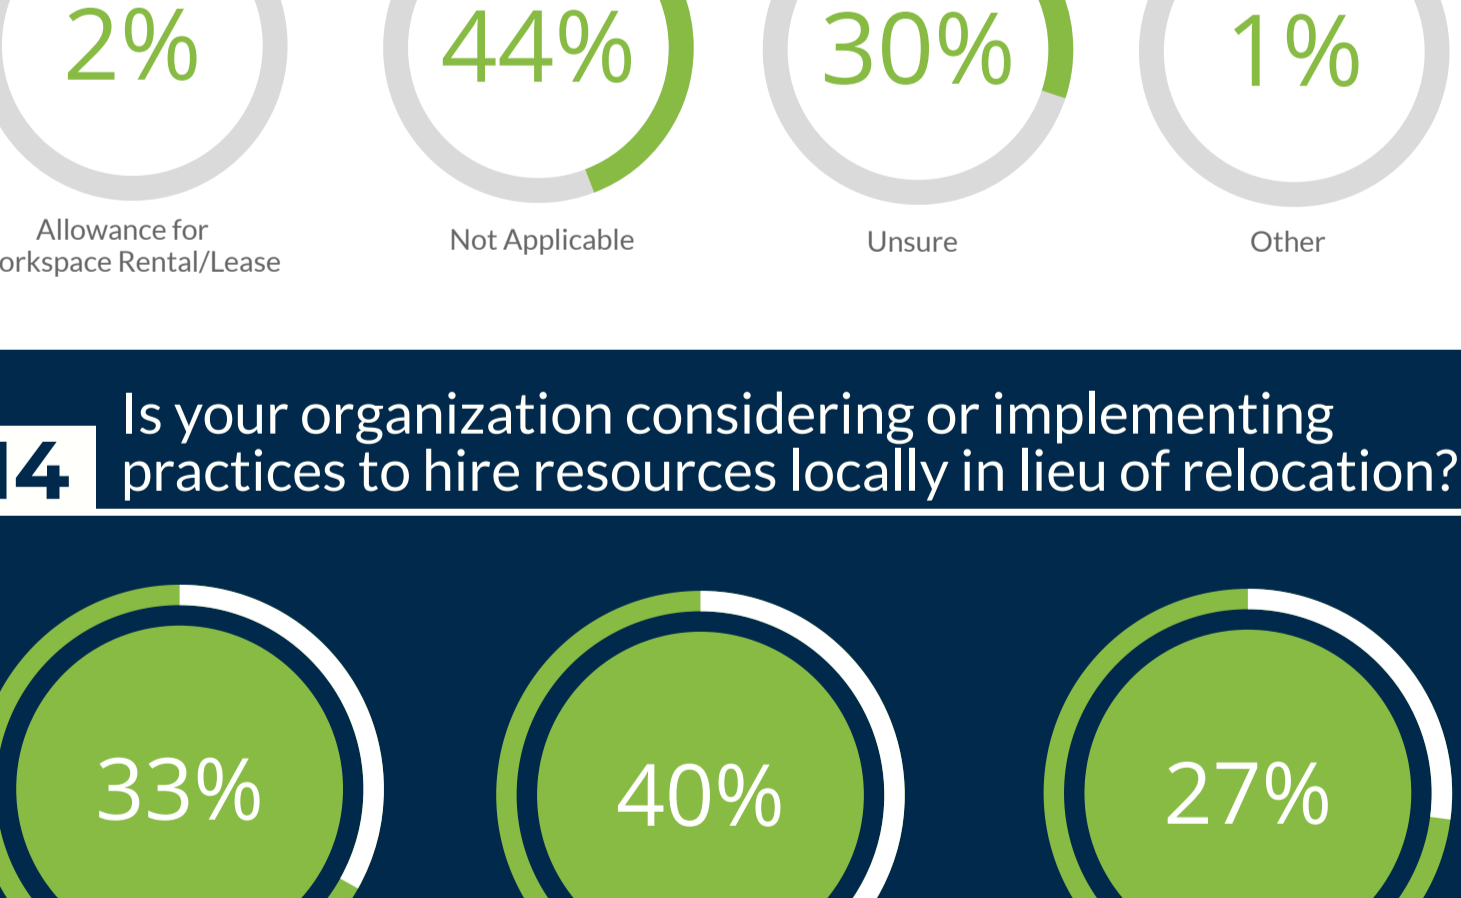 2% 44% 30% 1%
Allowance for
Rental/Lease
Not Applicable
Unsure
Other
14
Is your organization considering or implementing
practices to hire resources locally in lieu of relocation?
33% 40% 27%